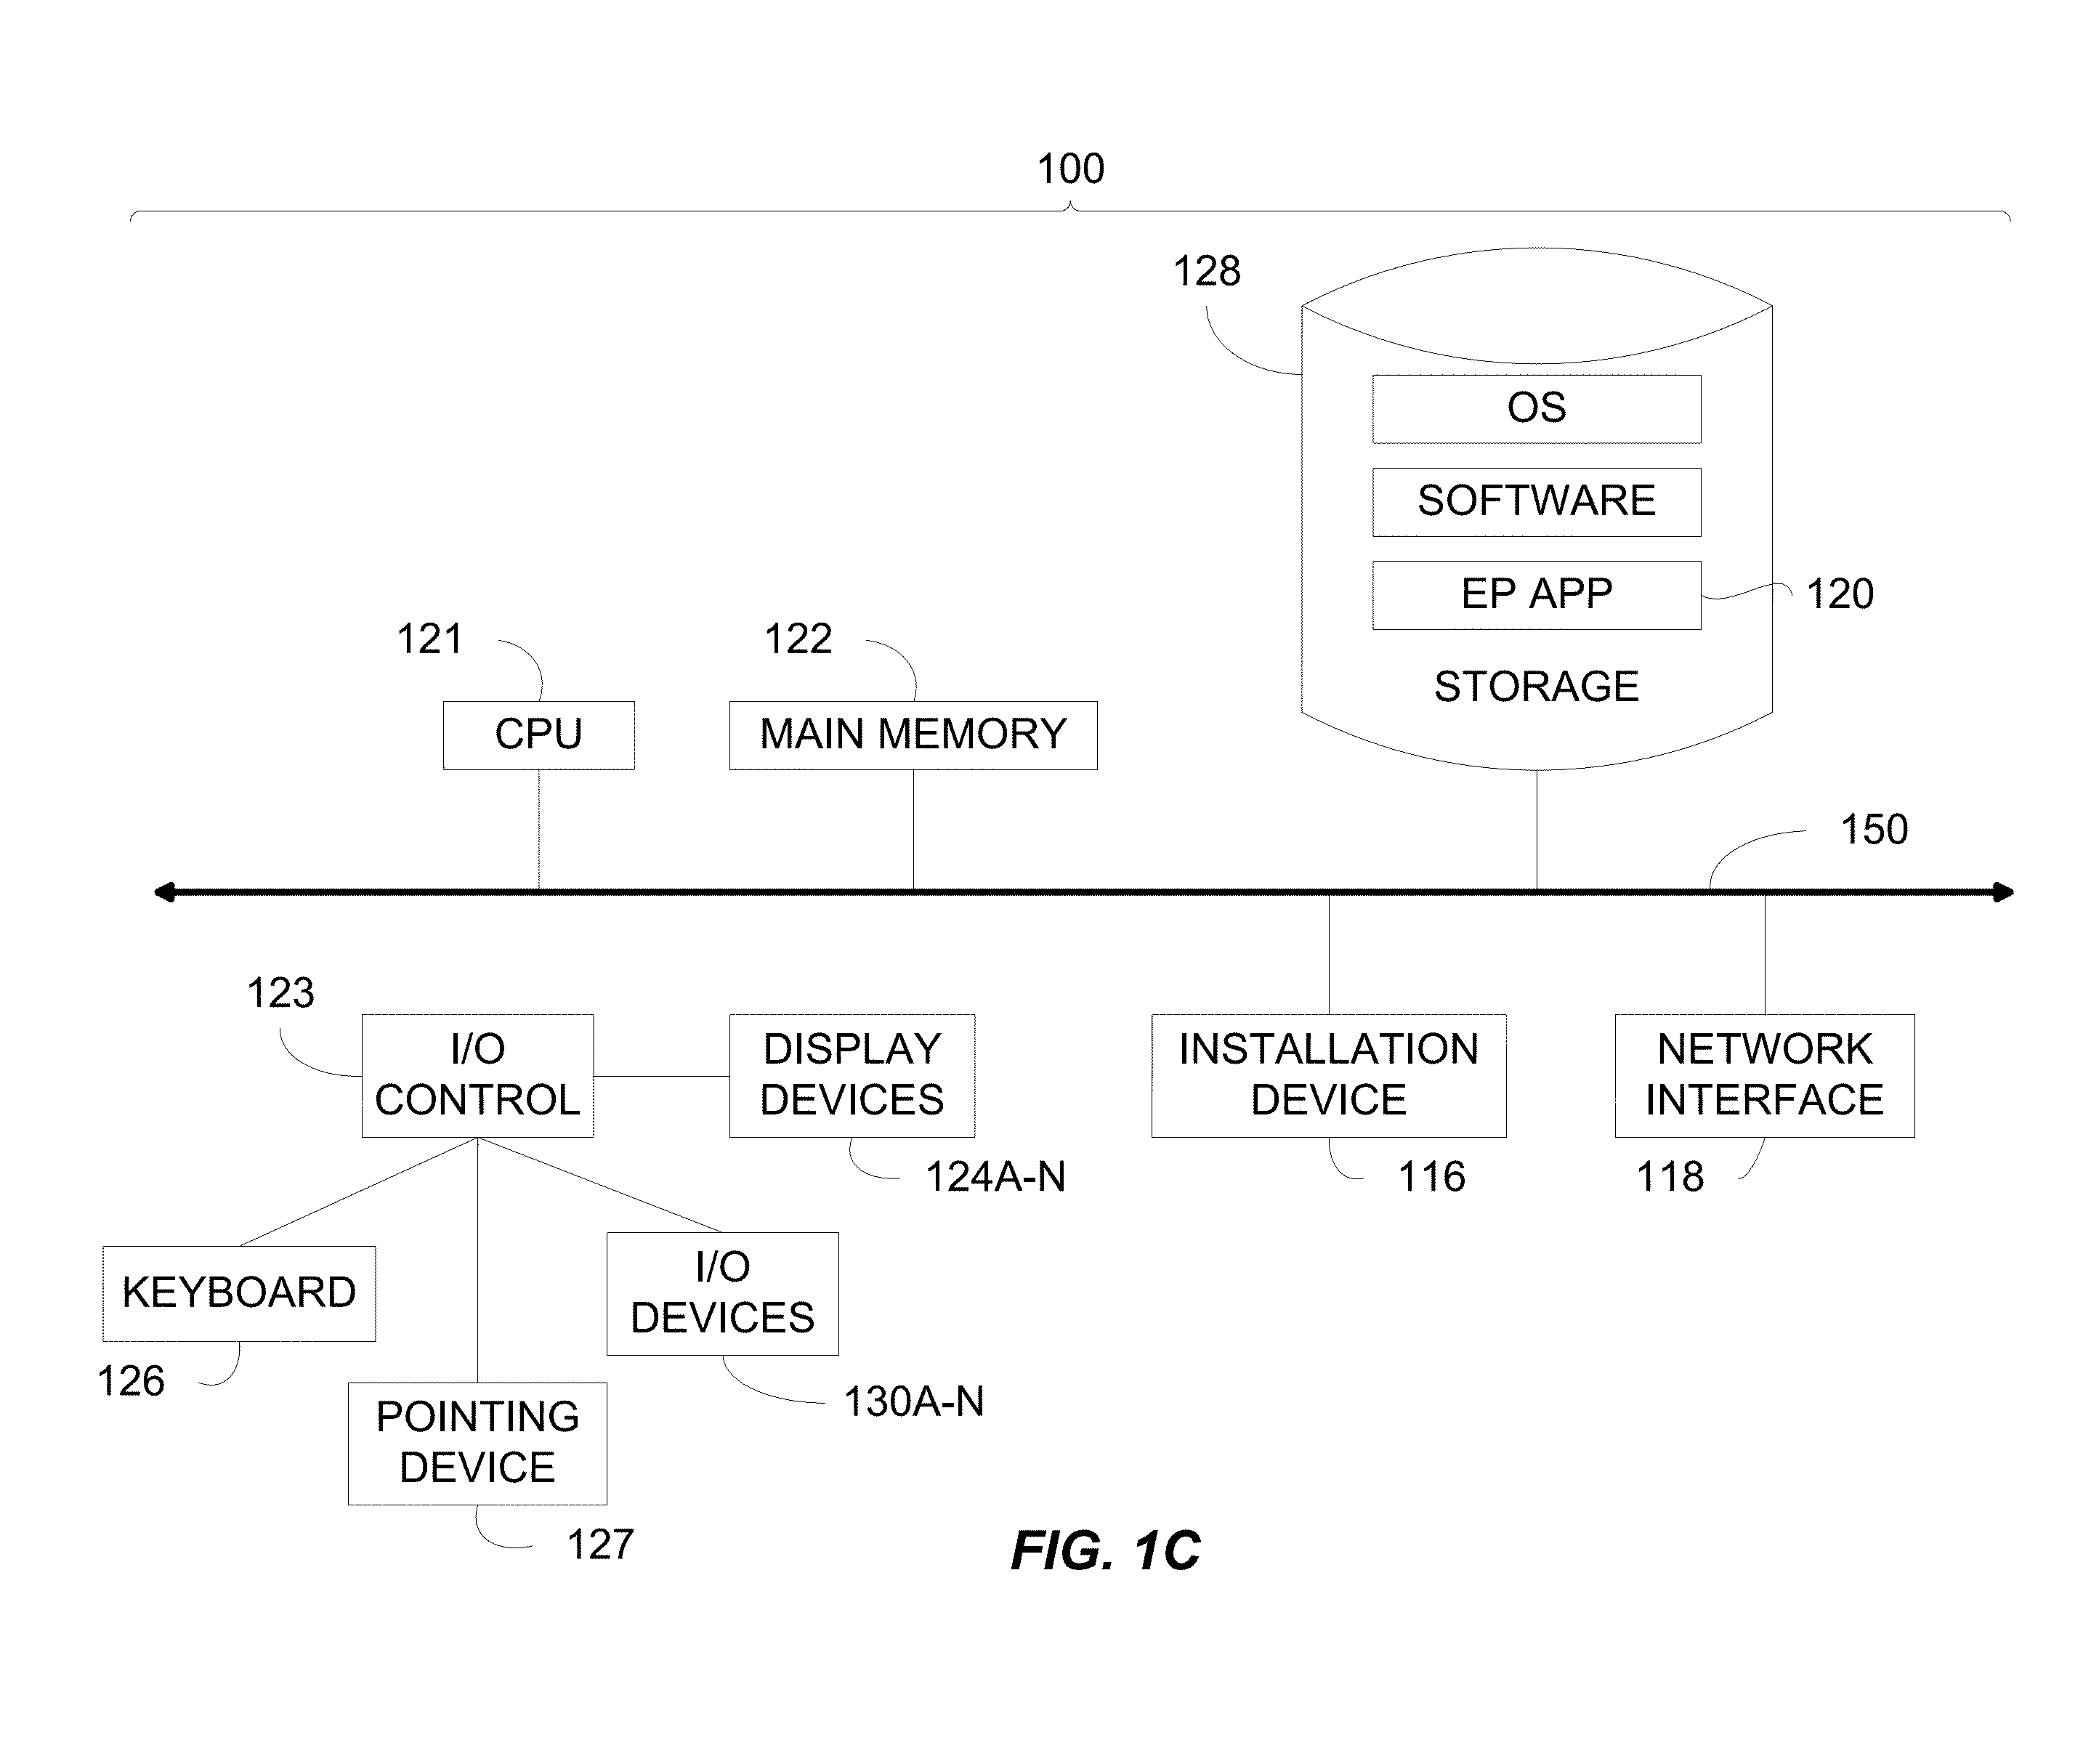 100
128
OS
SOFTWARE
EP APP
120
STORAGE
121
122
CPU
MAIN MEMORY
150
123
I/O
CONTROL
DISPLAY
DEVICES
INSTALLATION
DEVICE
NETWORK
INTERFACE
124A-N
116
118
KEYBOARD
I/O
DEVICES
126
130A-N
POINTING
DEVICE
127
FIG. 1C